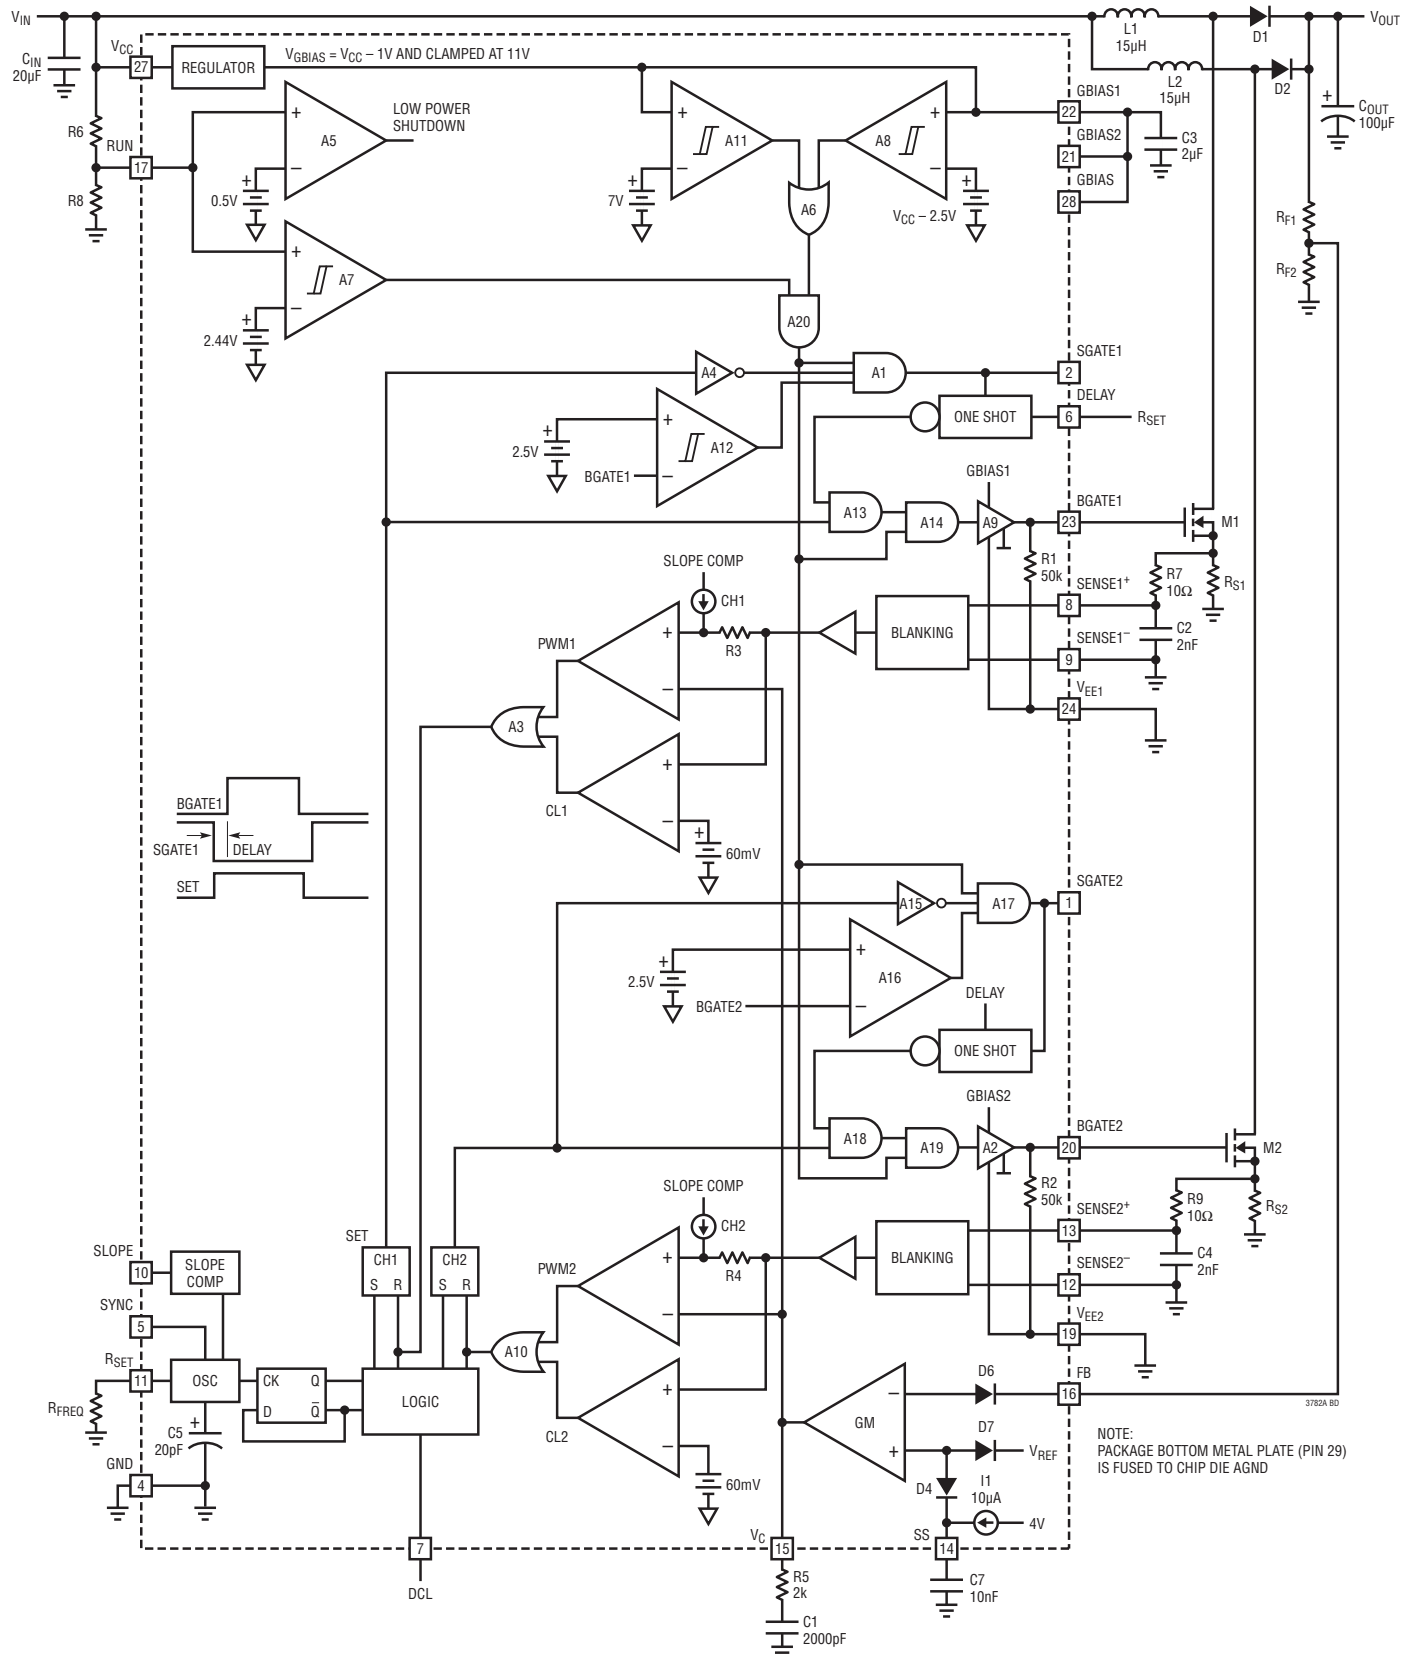 VIN
VOUT
L1
15µH
D1
L2
15µH
D2
CIN
20µF
VCC
27
REGULATOR
VGBIAS = VCC – 1V AND CLAMPED AT 11V
+
COUT
100µF
R6
RUN
17
R8
+
A5
–
LOW POWER
SHUTDOWN
+
0.5V
+
A11
–
+
7V
A8
+
–
+
VCC – 2.5V
A6
GBIAS1
22
GBIAS2
21
GBIAS
28
C3
2µF
RF1
RF2
+
A7
–
+
2.44V
A20
A4
A1
SGATE1
2
DELAY
6
RSET
ONE SHOT
+
2.5V
+
A12
–
BGATE1
GBIAS1
A13
A14
A9
BGATE1
23
M1
R1
50k
R7
10Ω
RS1
SENSE1+
8
SENSE1–
9
C2
2nF
VEE1
24
SLOPE COMP
CH1
PWM1
+
–
R3
BLANKING
A3
+
CL1
–
+
60mV
BGATE1
SGATE1
DELAY
SET
SGATE2
1
A15
A17
+
2.5V
+
A16
–
BGATE2
DELAY
ONE SHOT
GBIAS2
A18
A19
A2
BGATE2
20
M2
R2
50k
R9
10Ω
RS2
SENSE2+
13
SENSE2–
12
C4
2nF
VEE2
19
SLOPE COMP
CH2
PWM2
+
–
R4
BLANKING
SET
CH1
S R
CH2
S R
SLOPE
10
SLOPE
COMP
SYNC
5
RSET
11
OSC
CK Q
D Q̅
LOGIC
A10
RFREQ
+
C5
20pF
GND
4
+
CL2
–
60mV
–
GM
+
D6
FB
16
3782A BD
D7
VREF
D4
I1
10µA
4V
NOTE:
PACKAGE BOTTOM METAL PLATE (PIN 29)
IS FUSED TO CHIP DIE AGND
7
DCL
VC
15
SS
14
R5
2k
C1
2000pF
C7
10nF